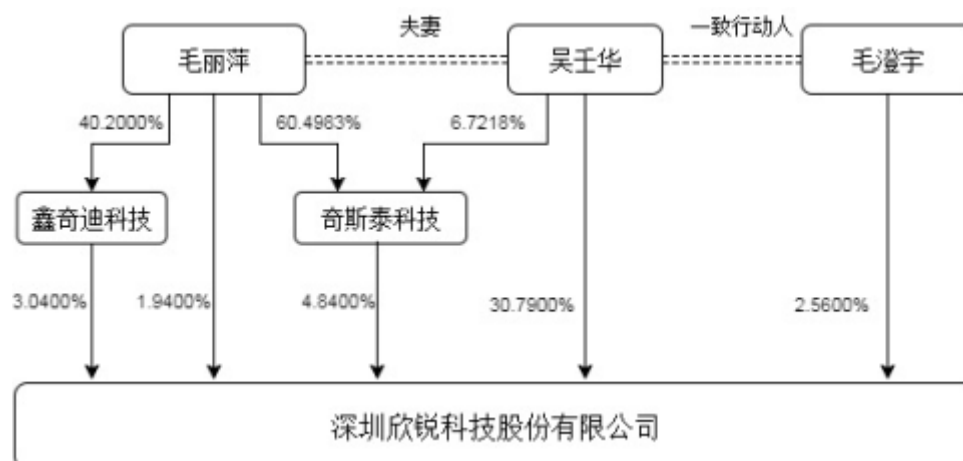 夫妻
一致行动人
毛丽萍
吴壬华
毛澄宇
40.2000%
60.4983%
6.7218%
鑫奇迪科技
奇斯泰科技
3.0400%
1.9400%
4.8400%
30.7900%
2.5600%
深圳欣锐科技股份有限公司